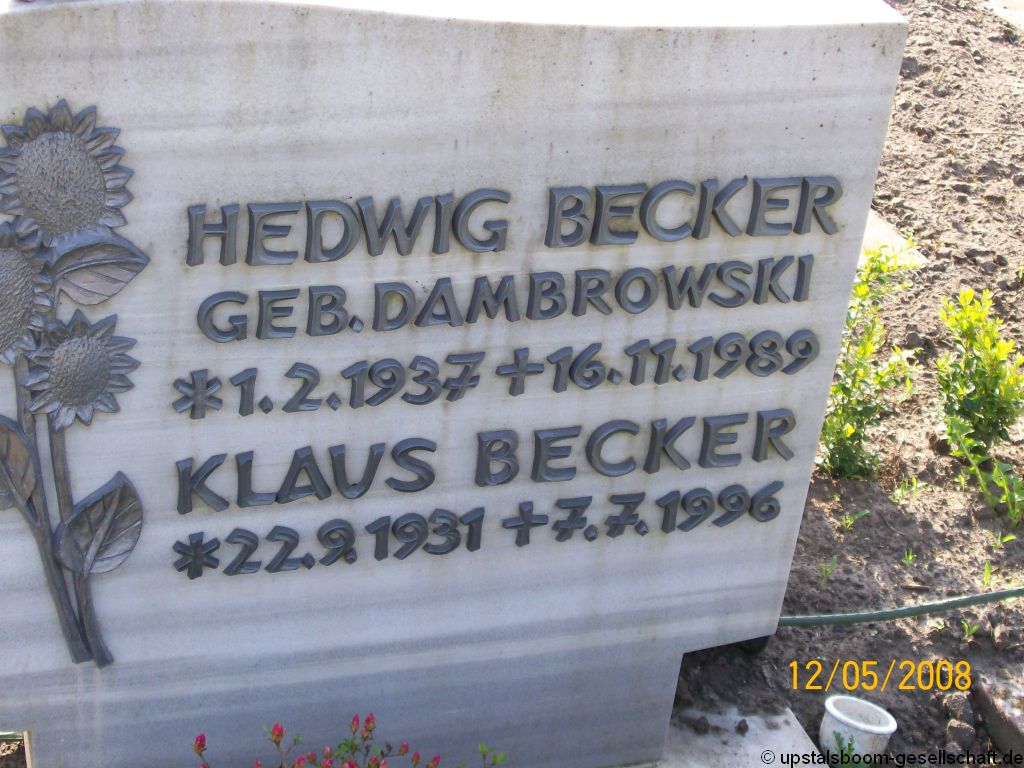 HEDWIG BECKER
GEB. DAMBROWSKI
* 1. 2. 1937 + 16. 11. 1989
KLAUS BECKER
* 22. 9. 1931 + 7. 7. 1996
12/05/2008
© upstalsboom-gesellschaft.de